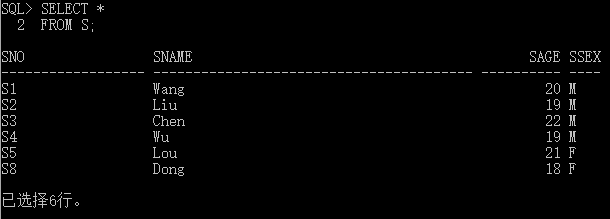 SQL> SELECT *
  2  FROM S;
SNO                SNAME                                          SAGE SSEX
------------------ ---------------------------------------- ---------- ----
S1                 Wang                                             20 M
S2                 Liu                                              19 M
S3                 Chen                                             22 M
S4                 Wu                                               19 M
S5                 Lou                                              21 F
S8                 Dong                                             18 F
已选择6行。